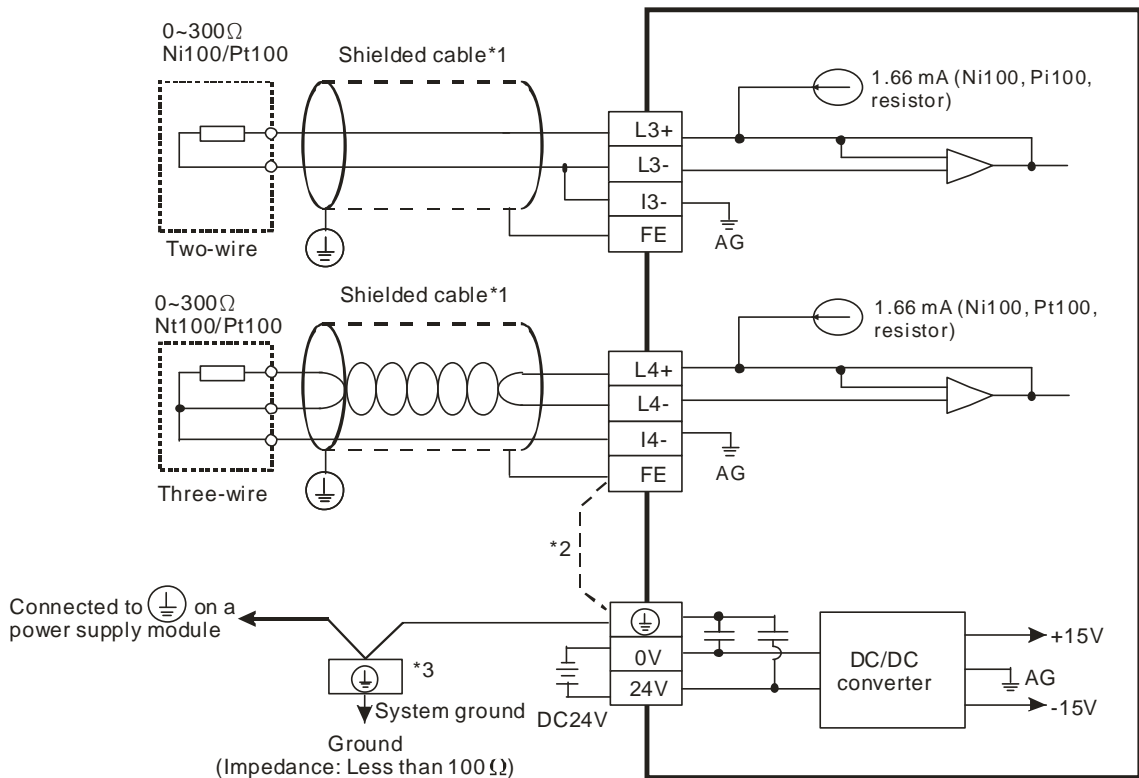 0~300Ω
Ni100/Pt100
Shielded cable*1
1.66 mA (Ni100, Pi100,
resistor)
L3+
L3-
I3-
FE
AG
Two-wire
0~300Ω
Nt100/Pt100
Shielded cable*1
1.66 mA (Ni100, Pt100,
resistor)
L4+
L4-
I4-
FE
AG
Three-wire
*2
Connected to on a
power supply module
*3
System ground
Ground
(Impedance: Less than 100 Ω)
0V
24V
DC24V
DC/DC
converter
+15V
AG
-15V